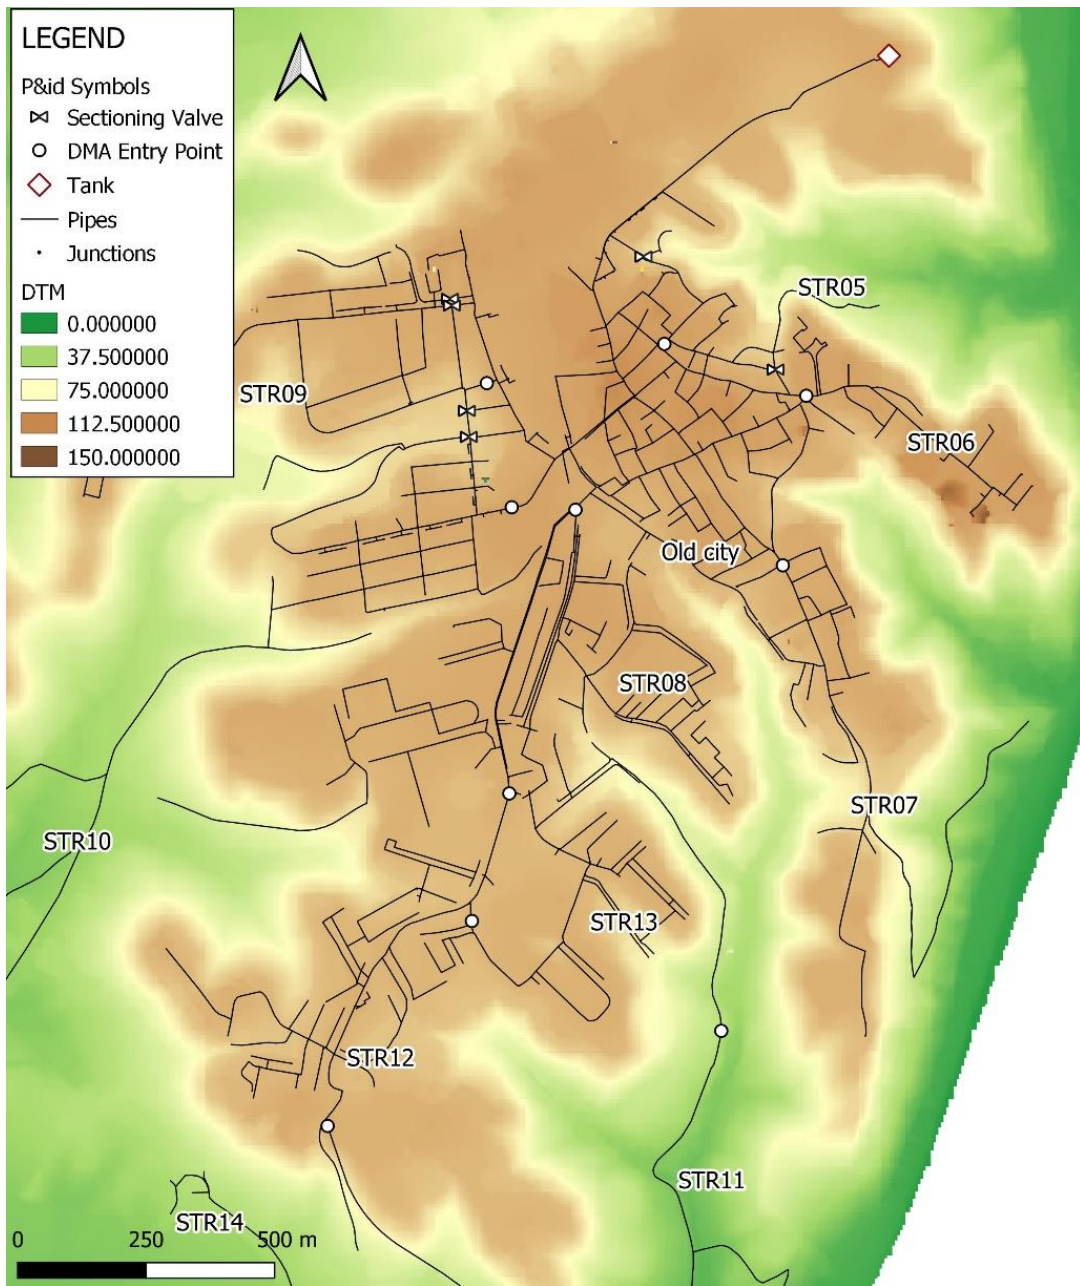 LEGEND
P&id Symbols
Sectioning Valve
DMA Entry Point
Tank
Pipes
Junctions
DTM
0.000000
37.500000
75.000000
112.500000
150.000000
STR05
STR09
STR06
Old city
STR08
STR07
STR10
STR13
STR12
STR11
STR14
0 250 500 m